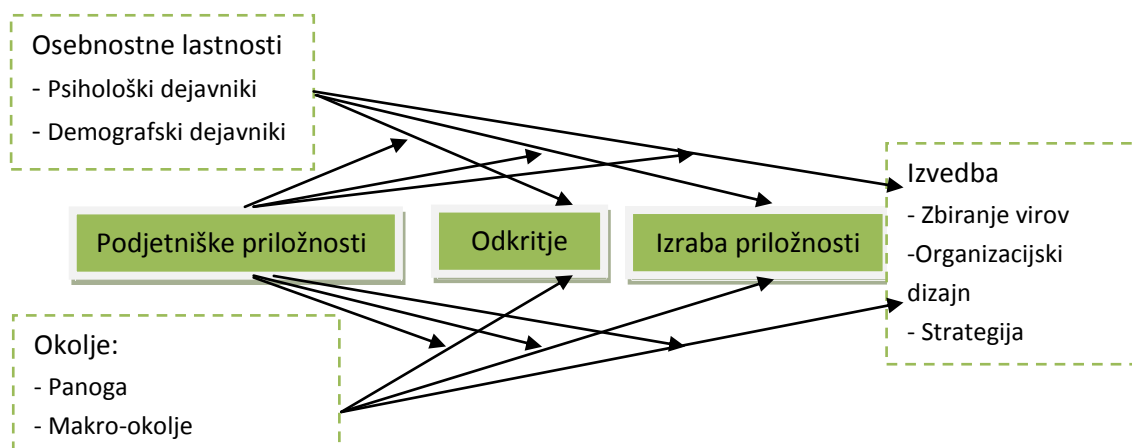 Osebnostne lastnosti
- Psihološki dejavniki
- Demografski dejavniki
Podjetniške priložnosti
Odkritje
Izraba priložnosti
Izvedba
- Zbiranje virov
-Organizacijski
dizajn
- Strategija
Okolje:
- Panoga
- Makro-okolje